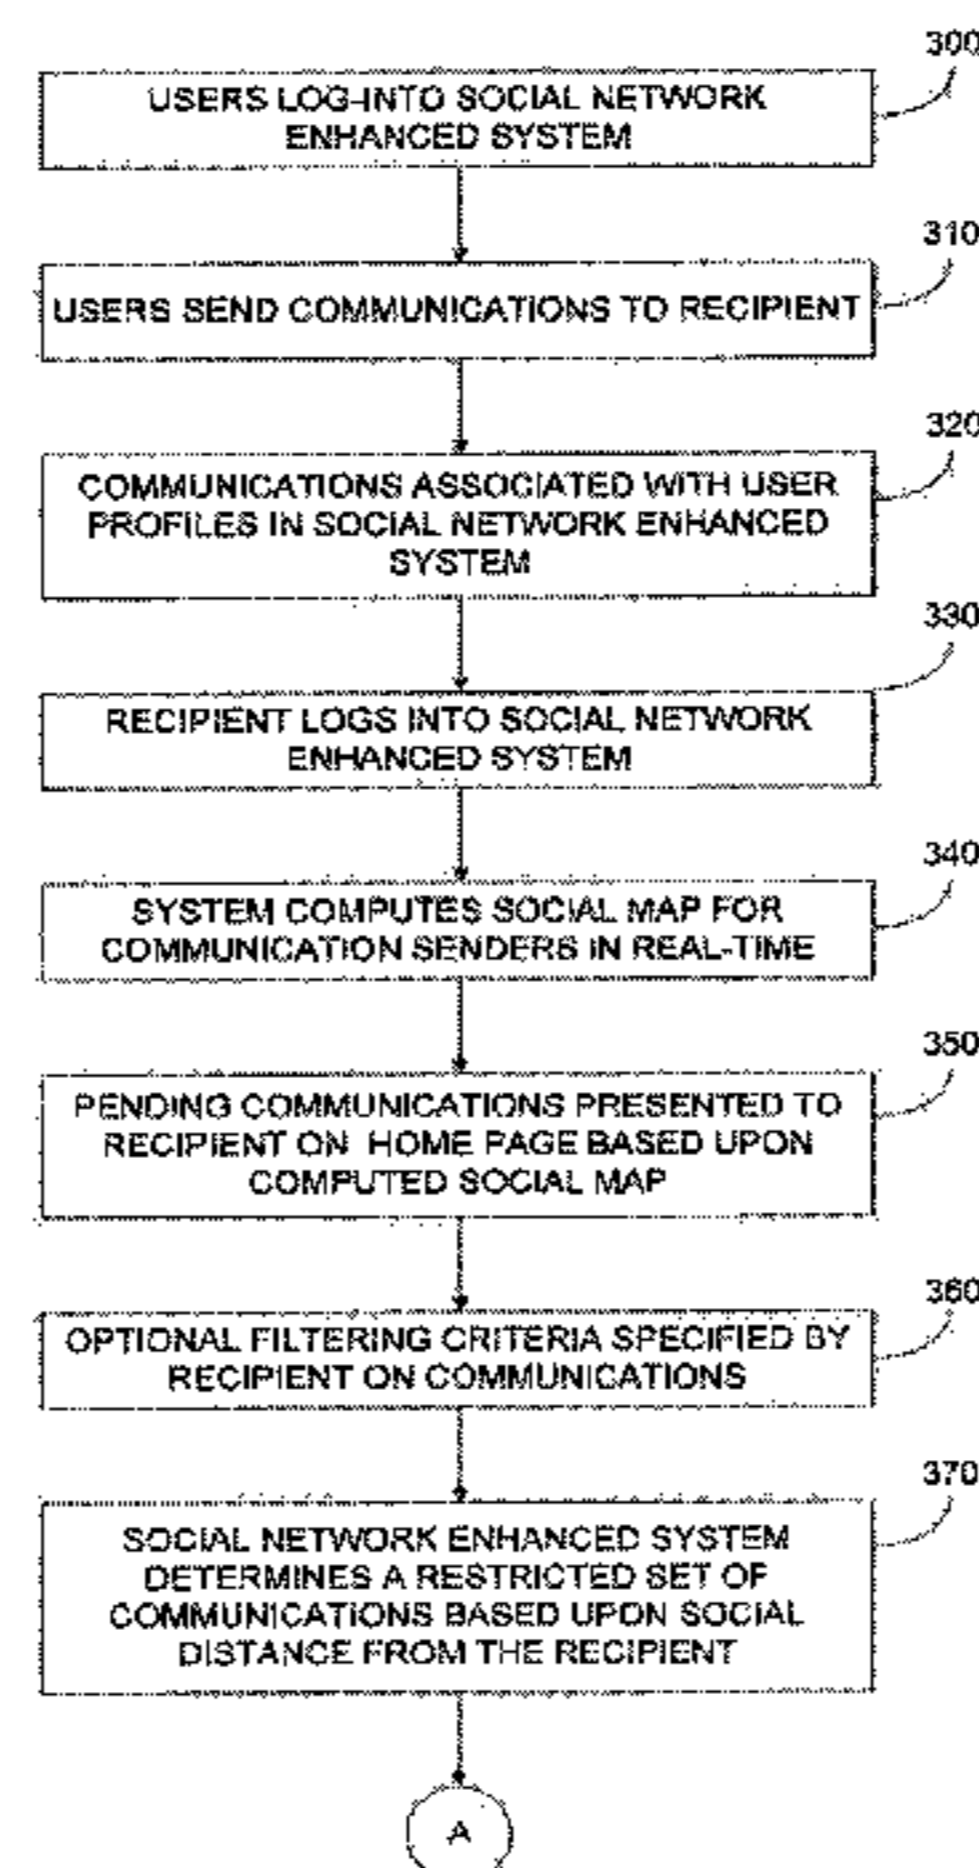 300
USERS LOG-INTO SOCIAL NETWORK
ENHANCED SYSTEM
310
USERS SEND COMMUNICATIONS TO RECIPIENT
320
COMMUNICATIONS ASSOCIATED WITH USER
PROFILES IN SOCIAL NETWORK ENHANCED
SYSTEM
330
RECIPIENT LOGS INTO SOCIAL NETWORK
ENHANCED SYSTEM
340
SYSTEM COMPUTES SOCIAL MAP FOR
COMMUNICATION SENDERS IN REAL-TIME
350
PENDING COMMUNICATIONS PRESENTED TO
RECIPIENT ON HOME PAGE BASED UPON
COMPUTED SOCIAL MAP
360
OPTIONAL FILTERING CRITERIA SPECIFIED BY
RECIPIENT ON COMMUNICATIONS
370
SOCIAL NETWORK ENHANCED SYSTEM
DETERMINES A RESTRICTED SET OF
COMMUNICATIONS BASED UPON SOCIAL
DISTANCE FROM THE RECIPIENT
A